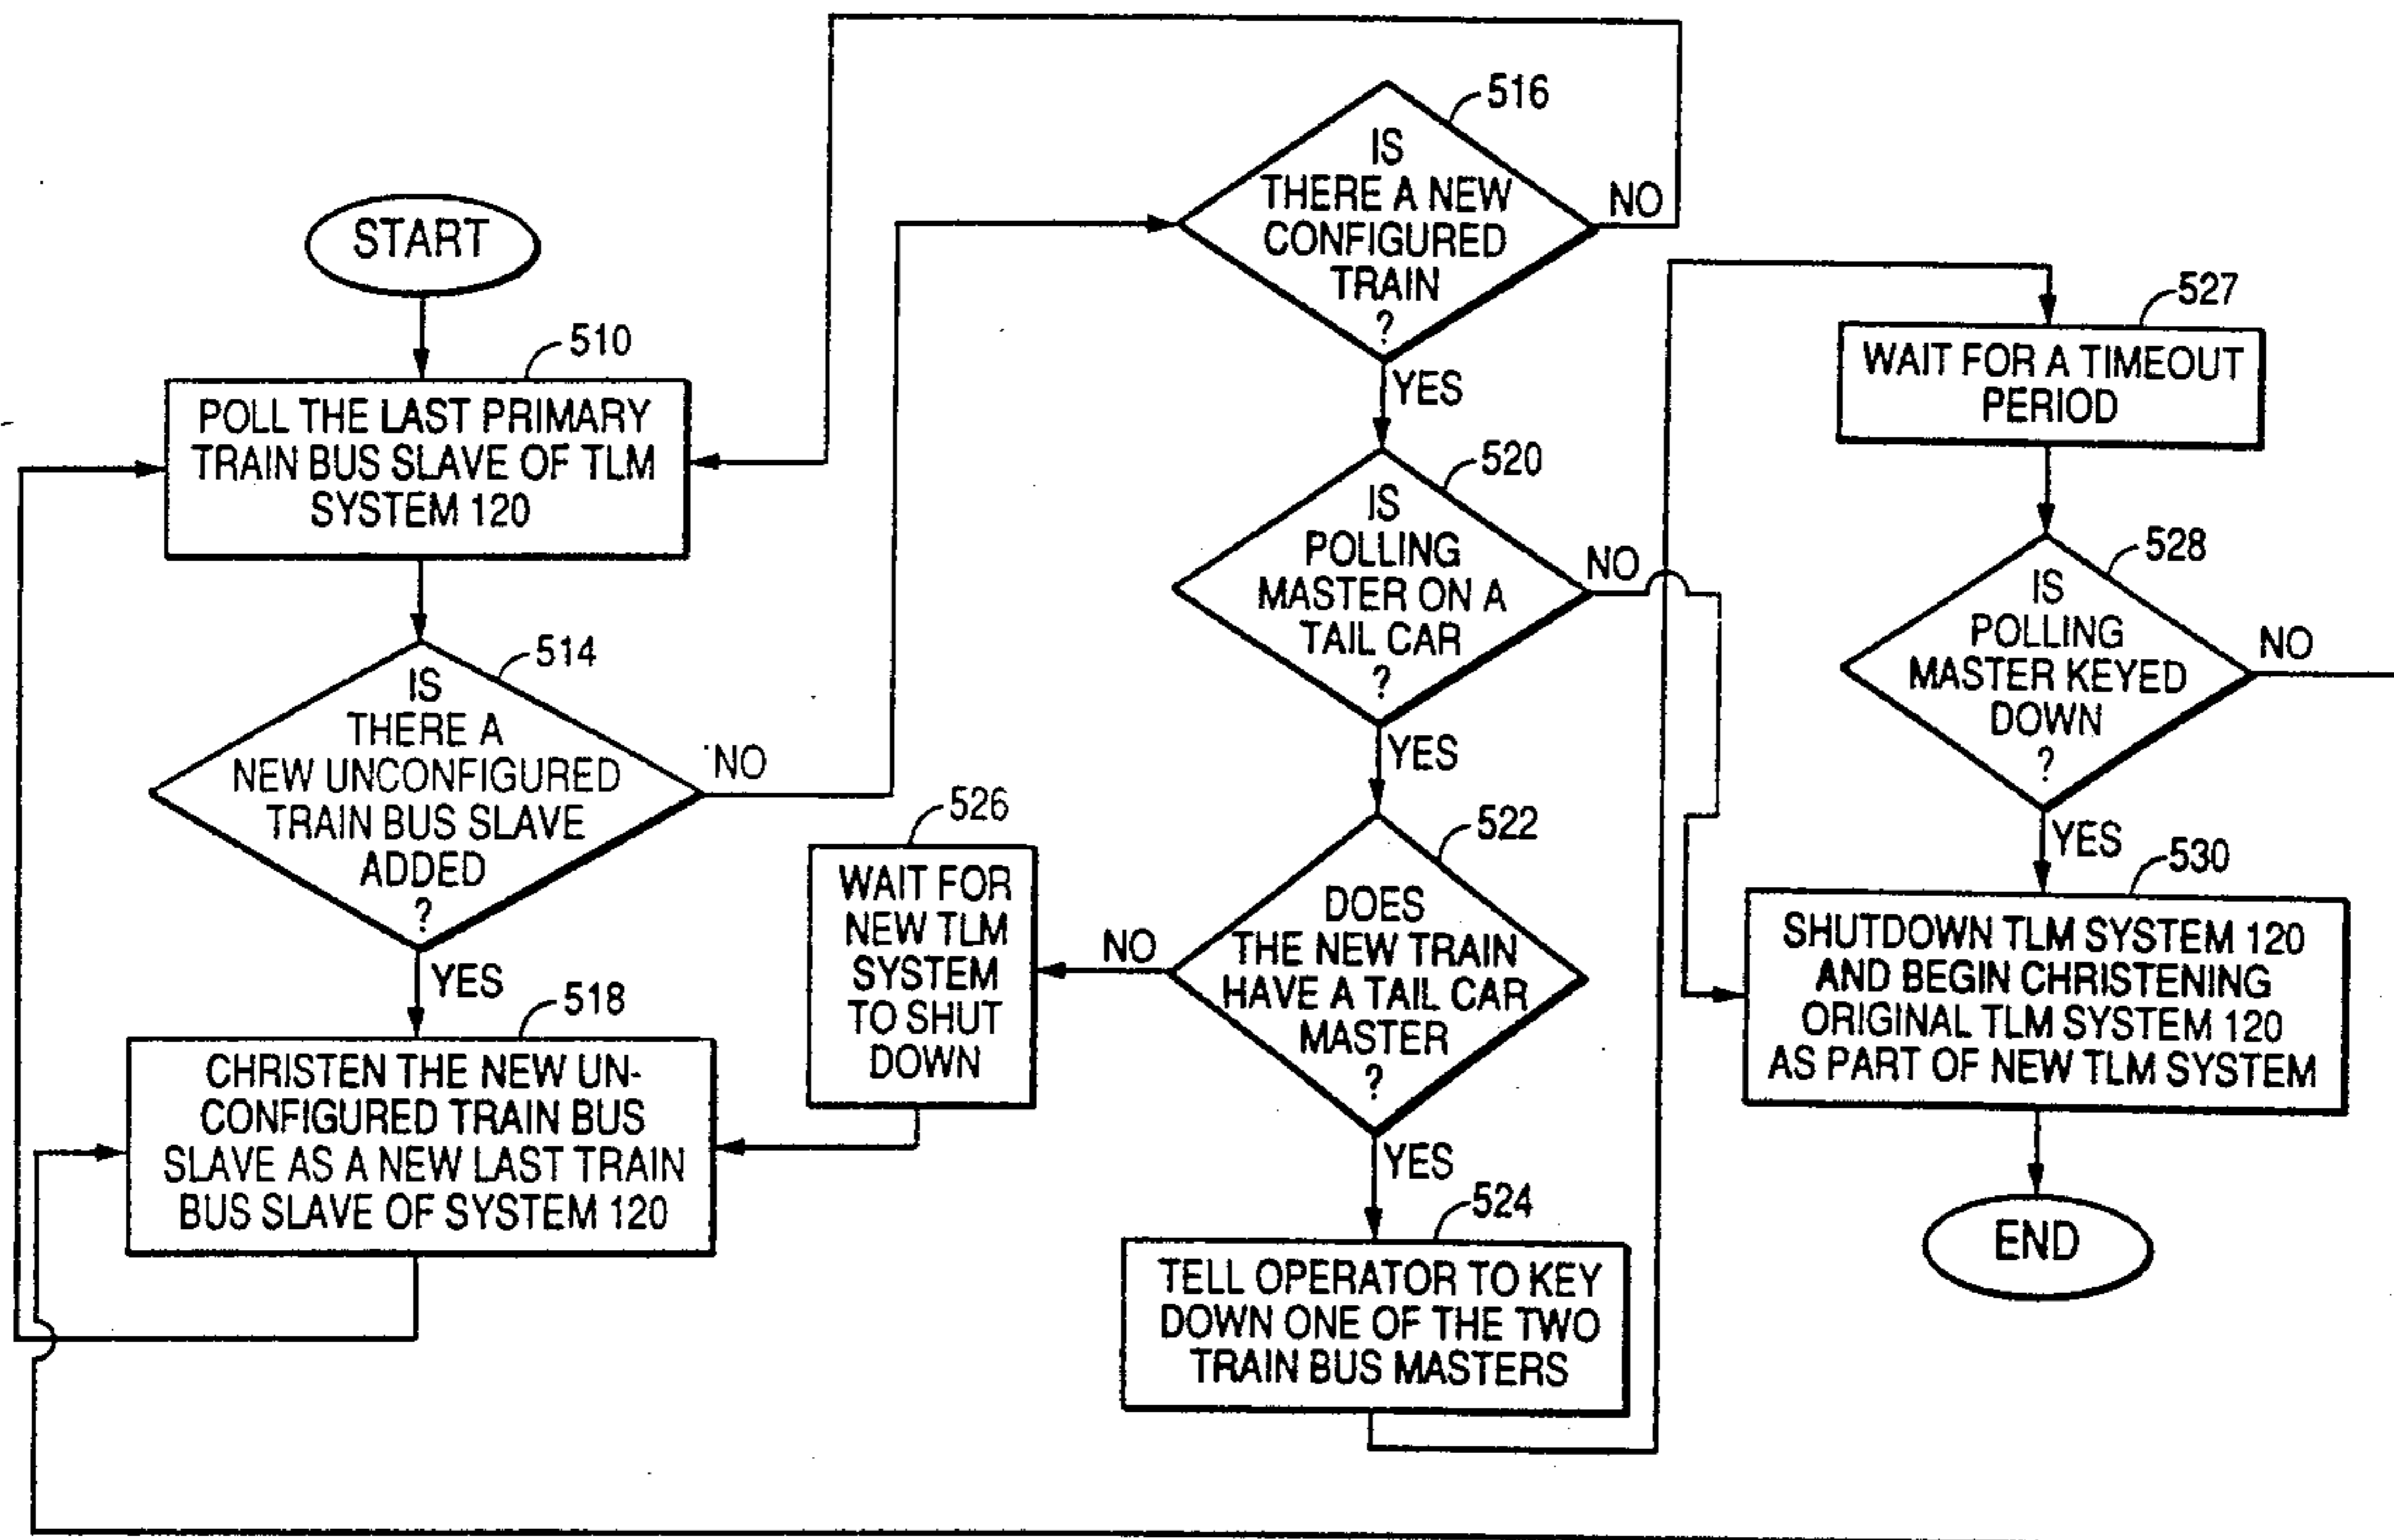 START
510
POLL THE LAST PRIMARY
TRAIN BUS SLAVE OF TLM
SYSTEM 120
514
IS
THERE A
NEW UNCONFIGURED
TRAIN BUS SLAVE
ADDED
?
NO
YES
518
CHRISTEN THE NEW UN-
CONFIGURED TRAIN BUS
SLAVE AS A NEW LAST TRAIN
BUS SLAVE OF SYSTEM 120
516
IS
THERE A NEW
CONFIGURED
TRAIN
?
NO
YES
520
IS
POLLING
MASTER ON A
TAIL CAR
?
NO
YES
522
DOES
THE NEW TRAIN
HAVE A TAIL CAR
MASTER
?
NO
YES
526
WAIT FOR
NEW TLM
SYSTEM
TO SHUT
DOWN
524
TELL OPERATOR TO KEY
DOWN ONE OF THE TWO
TRAIN BUS MASTERS
527
WAIT FOR A TIMEOUT
PERIOD
528
IS
POLLING
MASTER KEYED
DOWN
?
NO
YES
530
SHUTDOWN TLM SYSTEM 120
AND BEGIN CHRISTENING
ORIGINAL TLM SYSTEM 120
AS PART OF NEW TLM SYSTEM
END